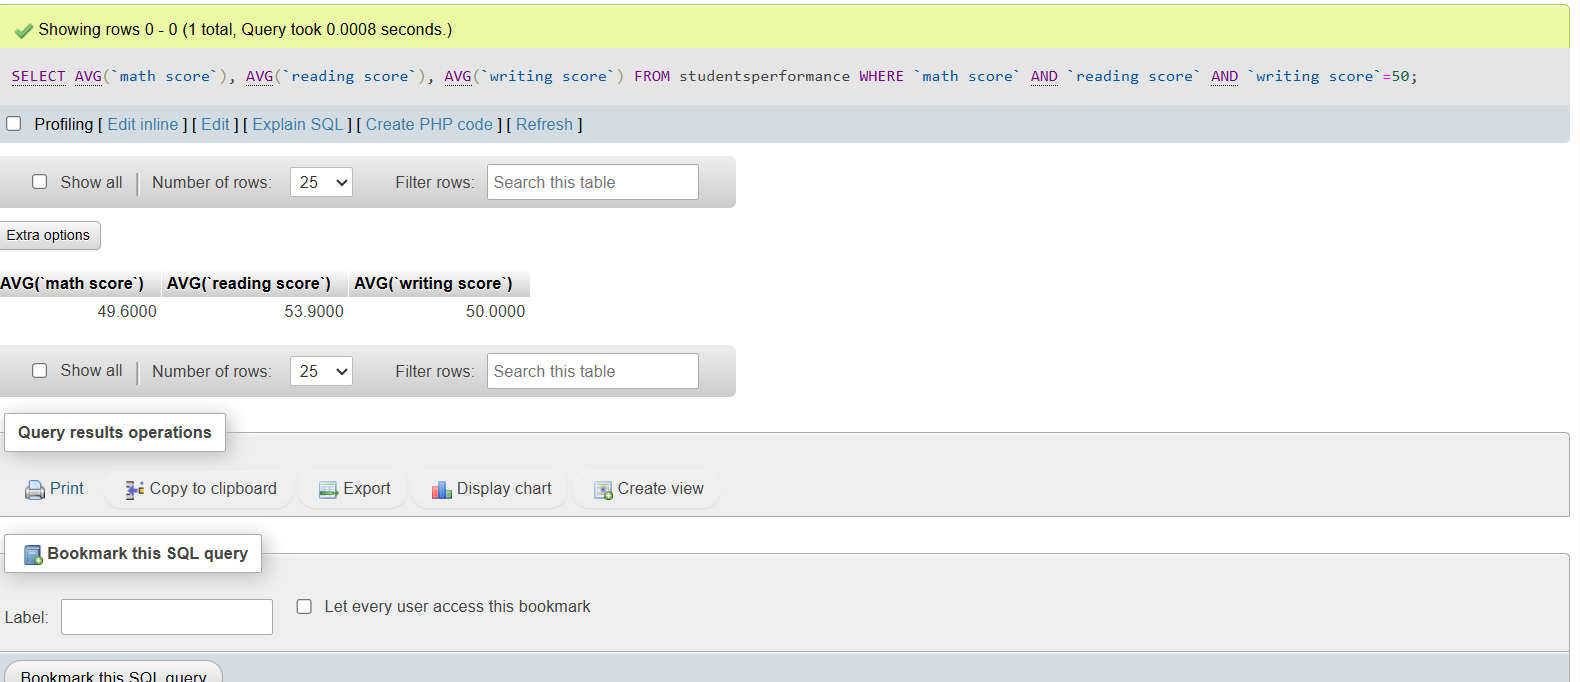 Showing rows 0 - 0 (1 total, Query took 0.0008 seconds.)
SELECT AVG(`math score`), AVG(`reading score`), AVG(`writing score`) FROM studentsperformance WHERE `math score` AND `reading score` AND `writing score`=50;
Profiling [ Edit inline ] [ Edit ] [ Explain SQL ] [ Create PHP code ] [ Refresh ]
Show all | Number of rows: 25 Filter rows: Search this table
Extra options
AVG(`math score`) AVG(`reading score`) AVG(`writing score`)
49.6000 53.9000 50.0000
Show all | Number of rows: 25 Filter rows: Search this table
Query results operations
Print Copy to clipboard Export Display chart Create view
Bookmark this SQL query
Label: Let every user access this bookmark
Bookmark this SQL query